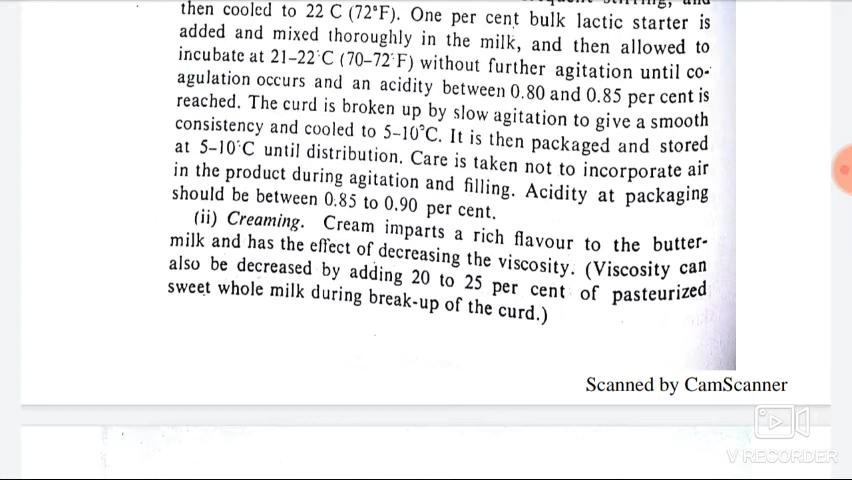 then cooled to 22 C (72°F). One per cent bulk lactic starter is
added and mixed thoroughly in the milk, and then allowed to
incubate at 21–22°C (70–72°F) without further agitation until co-
agulation occurs and an acidity between 0.80 and 0.85 per cent is
reached. The curd is broken up by slow agitation to give a smooth
consistency and cooled to 5–10°C. It is then packaged and stored
at 5–10°C until distribution. Care is taken not to incorporate air
in the product during agitation and filling. Acidity at packaging
should be between 0.85 to 0.90 per cent.
(ii) Creaming. Cream imparts a rich flavour to the butter-
milk and has the effect of decreasing the viscosity. (Viscosity can
also be decreased by adding 20 to 25 per cent of pasteurized
sweet whole milk during break-up of the curd.)
Scanned by CamScanner
V RECORDER